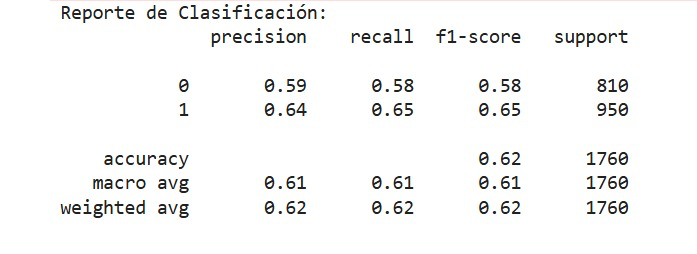 Reporte de Clasificación:
precision recall f1-score support
0 0.59 0.58 0.58 810
1 0.64 0.65 0.65 950
accuracy 0.62 1760
macro avg 0.61 0.61 0.61 1760
weighted avg 0.62 0.62 0.62 1760